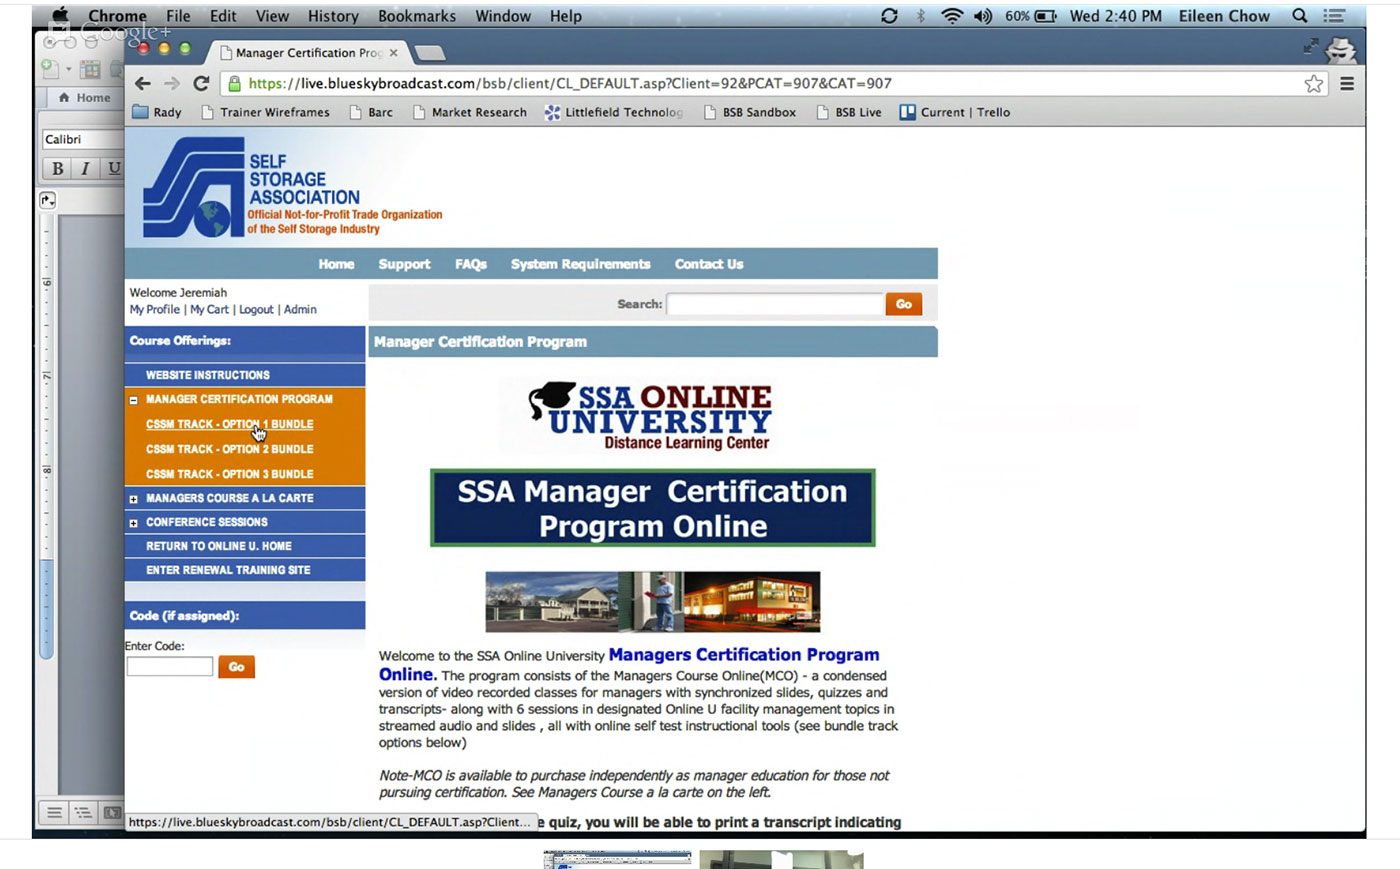 Chrome File Edit View History Bookmarks Window Help 60% Wed 2:40 PM Eileen Chow
Google+
Manager Certification Prog
https://live.blueskybroadcast.com/bsb/client/CL_DEFAULT.asp?Client=92&PCAT=907&CAT=907
Home
Rady Trainer Wireframes Barc Market Research Littlefield Technolog BSB Sandbox BSB Live Current | Trello
Calibri
B I U
SELF
STORAGE
ASSOCIATION
Official Not-for-Profit Trade Organization
of the Self Storage Industry
Home Support FAQs System Requirements Contact Us
Welcome Jeremiah
My Profile | My Cart | Logout | Admin
Search: Go
Course Offerings:
Manager Certification Program
WEBSITE INSTRUCTIONS
MANAGER CERTIFICATION PROGRAM
CSSM TRACK - OPTION 1 BUNDLE
CSSM TRACK - OPTION 2 BUNDLE
CSSM TRACK - OPTION 3 BUNDLE
MANAGERS COURSE A LA CARTE
CONFERENCE SESSIONS
RETURN TO ONLINE U. HOME
ENTER RENEWAL TRAINING SITE
Code (if assigned):
Enter Code:
Go
SSA ONLINE
UNIVERSITY
Distance Learning Center
SSA Manager Certification
Program Online
Welcome to the SSA Online University Managers Certification Program
Online. The program consists of the Managers Course Online(MCO) - a condensed
version of video recorded classes for managers with synchronized slides, quizzes and
transcripts- along with 6 sessions in designated Online U facility management topics in
streamed audio and slides , all with online self test instructional tools (see bundle track
options below)
Note-MCO is available to purchase independently as manager education for those not
pursuing certification. See Managers Course a la carte on the left.
https://live.blueskybroadcast.com/bsb/client/CL_DEFAULT.asp?Client... e quiz, you will be able to print a transcript indicating
6
7
8